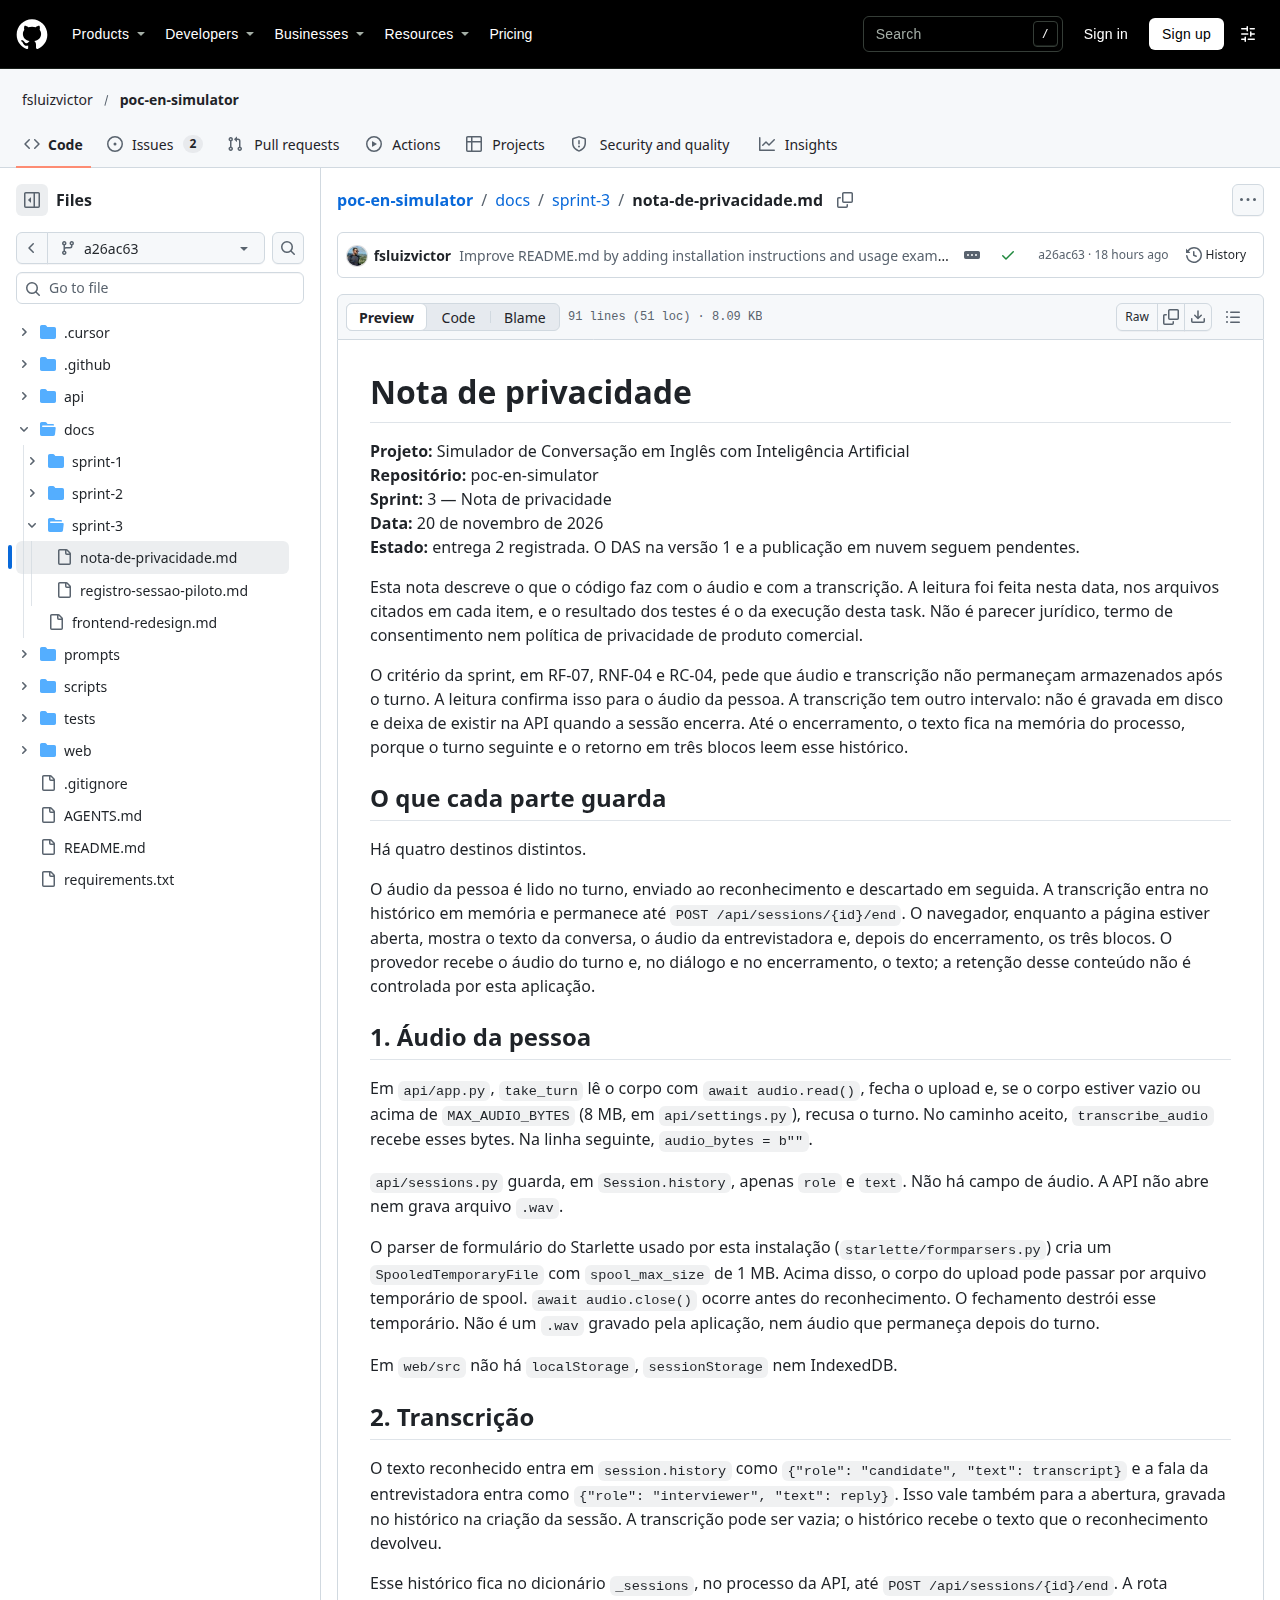 Products
Developers
Businesses
Resources
Pricing
Search
/
Sign in
Sign up
fsluizvictor / poc-en-simulator
Code
Issues 2
Pull requests
Actions
Projects
Security and quality
Insights
Files
a26ac63
Go to file
.cursor
.github
api
docs
sprint-1
sprint-2
sprint-3
nota-de-privacidade.md
registro-sessao-piloto.md
frontend-redesign.md
prompts
scripts
tests
web
.gitignore
AGENTS.md
README.md
requirements.txt
poc-en-simulator / docs / sprint-3 / nota-de-privacidade.md
fsluizvictor Improve README.md by adding installation instructions and usage exam…
a26ac63 · 18 hours ago
History
Preview
Code
Blame
91 lines (51 loc) · 8.09 KB
Raw
Nota de privacidade
Projeto: Simulador de Conversação em Inglês com Inteligência Artificial
Repositório: poc-en-simulator
Sprint: 3 — Nota de privacidade
Data: 20 de novembro de 2026
Estado: entrega 2 registrada. O DAS na versão 1 e a publicação em nuvem seguem pendentes.
Esta nota descreve o que o código faz com o áudio e com a transcrição. A leitura foi feita nesta data, nos arquivos
citados em cada item, e o resultado dos testes é o da execução desta task. Não é parecer jurídico, termo de
consentimento nem política de privacidade de produto comercial.
O critério da sprint, em RF-07, RNF-04 e RC-04, pede que áudio e transcrição não permaneçam armazenados após
o turno. A leitura confirma isso para o áudio da pessoa. A transcrição tem outro intervalo: não é gravada em disco
e deixa de existir na API quando a sessão encerra. Até o encerramento, o texto fica na memória do processo,
porque o turno seguinte e o retorno em três blocos leem esse histórico.
O que cada parte guarda
Há quatro destinos distintos.
O áudio da pessoa é lido no turno, enviado ao reconhecimento e descartado em seguida. A transcrição entra no
histórico em memória e permanece até POST /api/sessions/{id}/end. O navegador, enquanto a página estiver
aberta, mostra o texto da conversa, o áudio da entrevistadora e, depois do encerramento, os três blocos. O
provedor recebe o áudio do turno e, no diálogo e no encerramento, o texto; a retenção desse conteúdo não é
controlada por esta aplicação.
1. Áudio da pessoa
Em api/app.py, take_turn lê o corpo com await audio.read(), fecha o upload e, se o corpo estiver vazio ou
acima de MAX_AUDIO_BYTES (8 MB, em api/settings.py), recusa o turno. No caminho aceito, transcribe_audio
recebe esses bytes. Na linha seguinte, audio_bytes = b"".
api/sessions.py guarda, em Session.history, apenas role e text. Não há campo de áudio. A API não abre
nem grava arquivo .wav.
O parser de formulário do Starlette usado por esta instalação (starlette/formparsers.py) cria um
SpooledTemporaryFile com spool_max_size de 1 MB. Acima disso, o corpo do upload pode passar por arquivo
temporário de spool. await audio.close() ocorre antes do reconhecimento. O fechamento destrói esse
temporário. Não é um .wav gravado pela aplicação, nem áudio que permaneça depois do turno.
Em web/src não há localStorage, sessionStorage nem IndexedDB.
2. Transcrição
O texto reconhecido entra em session.history como {"role": "candidate", "text": transcript} e a fala da
entrevistadora entra como {"role": "interviewer", "text": reply}. Isso vale também para a abertura, gravada
no histórico na criação da sessão. A transcrição pode ser vazia; o histórico recebe o texto que o reconhecimento
devolveu.
Esse histórico fica no dicionário _sessions, no processo da API, até POST /api/sessions/{id}/end. A rota